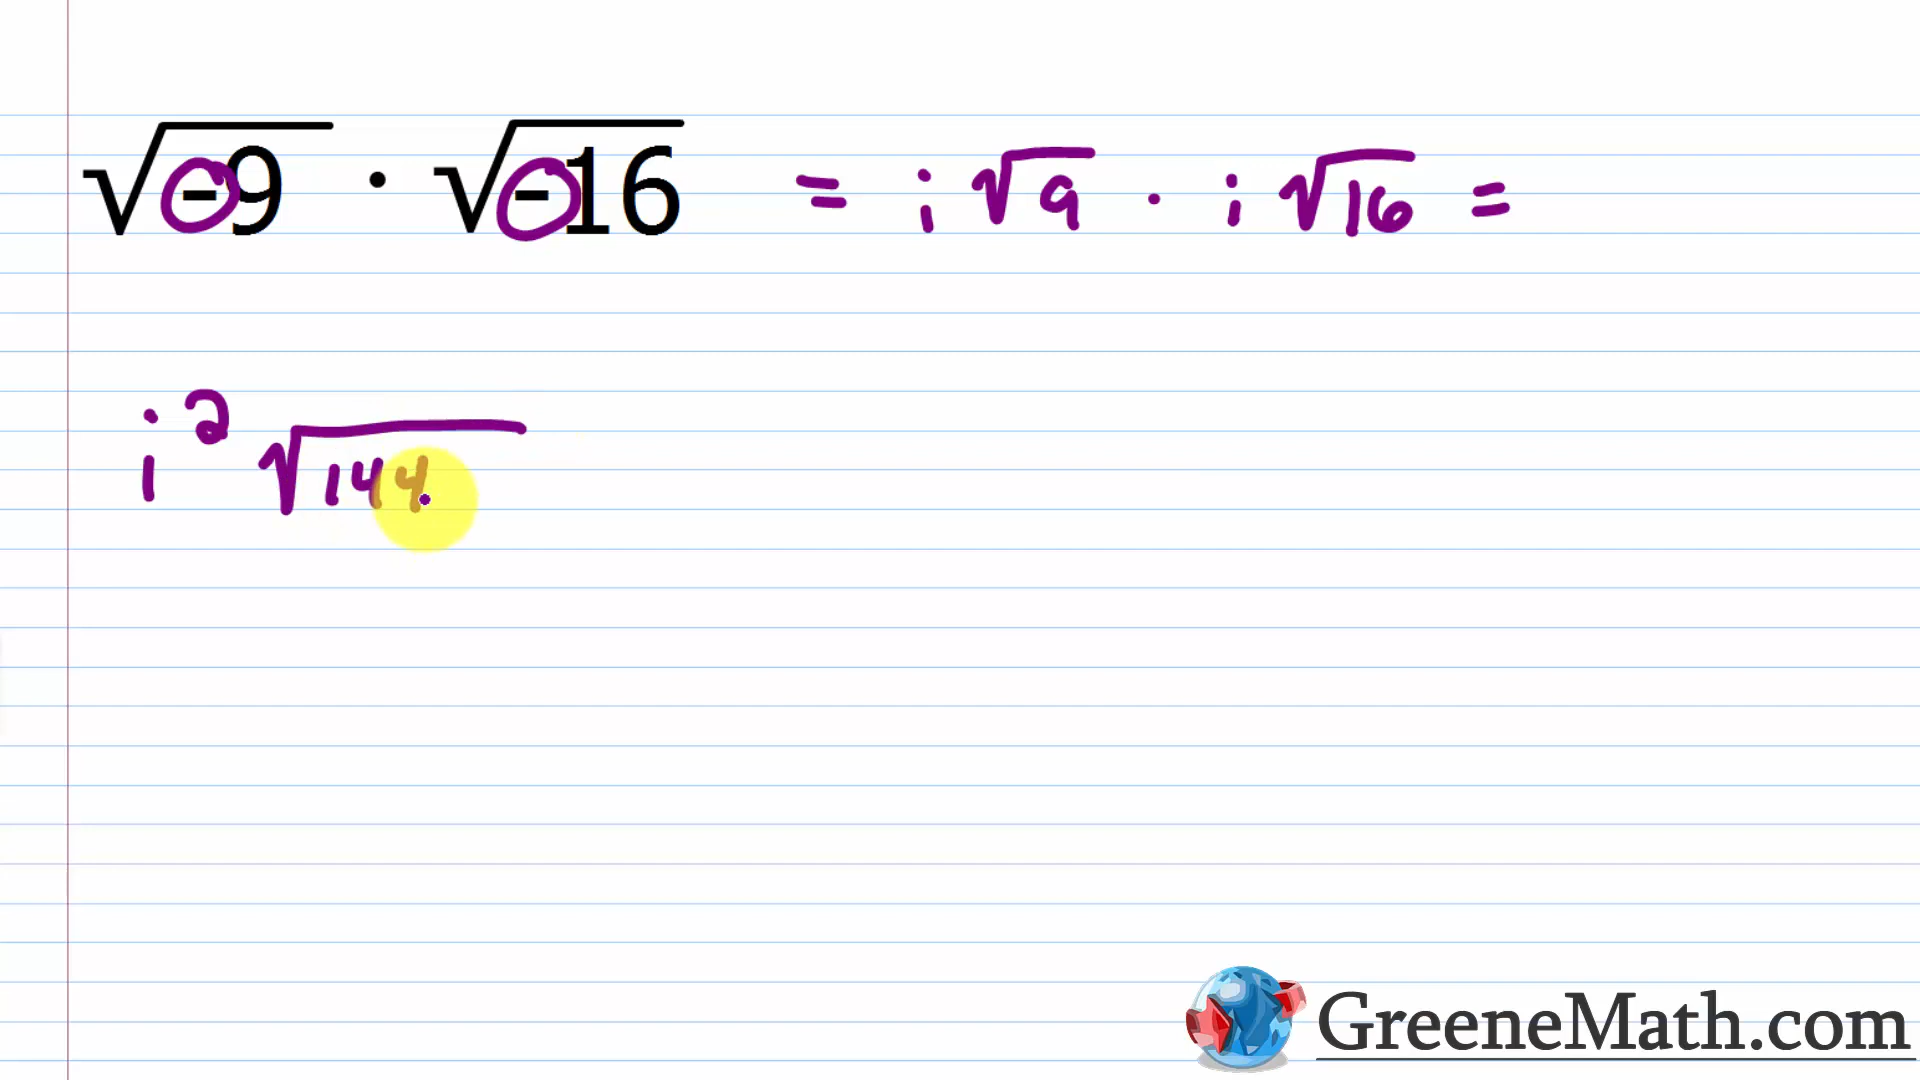 √-9 · √-16 = i √9 · i √16 =
i² √144
GreeneMath.com